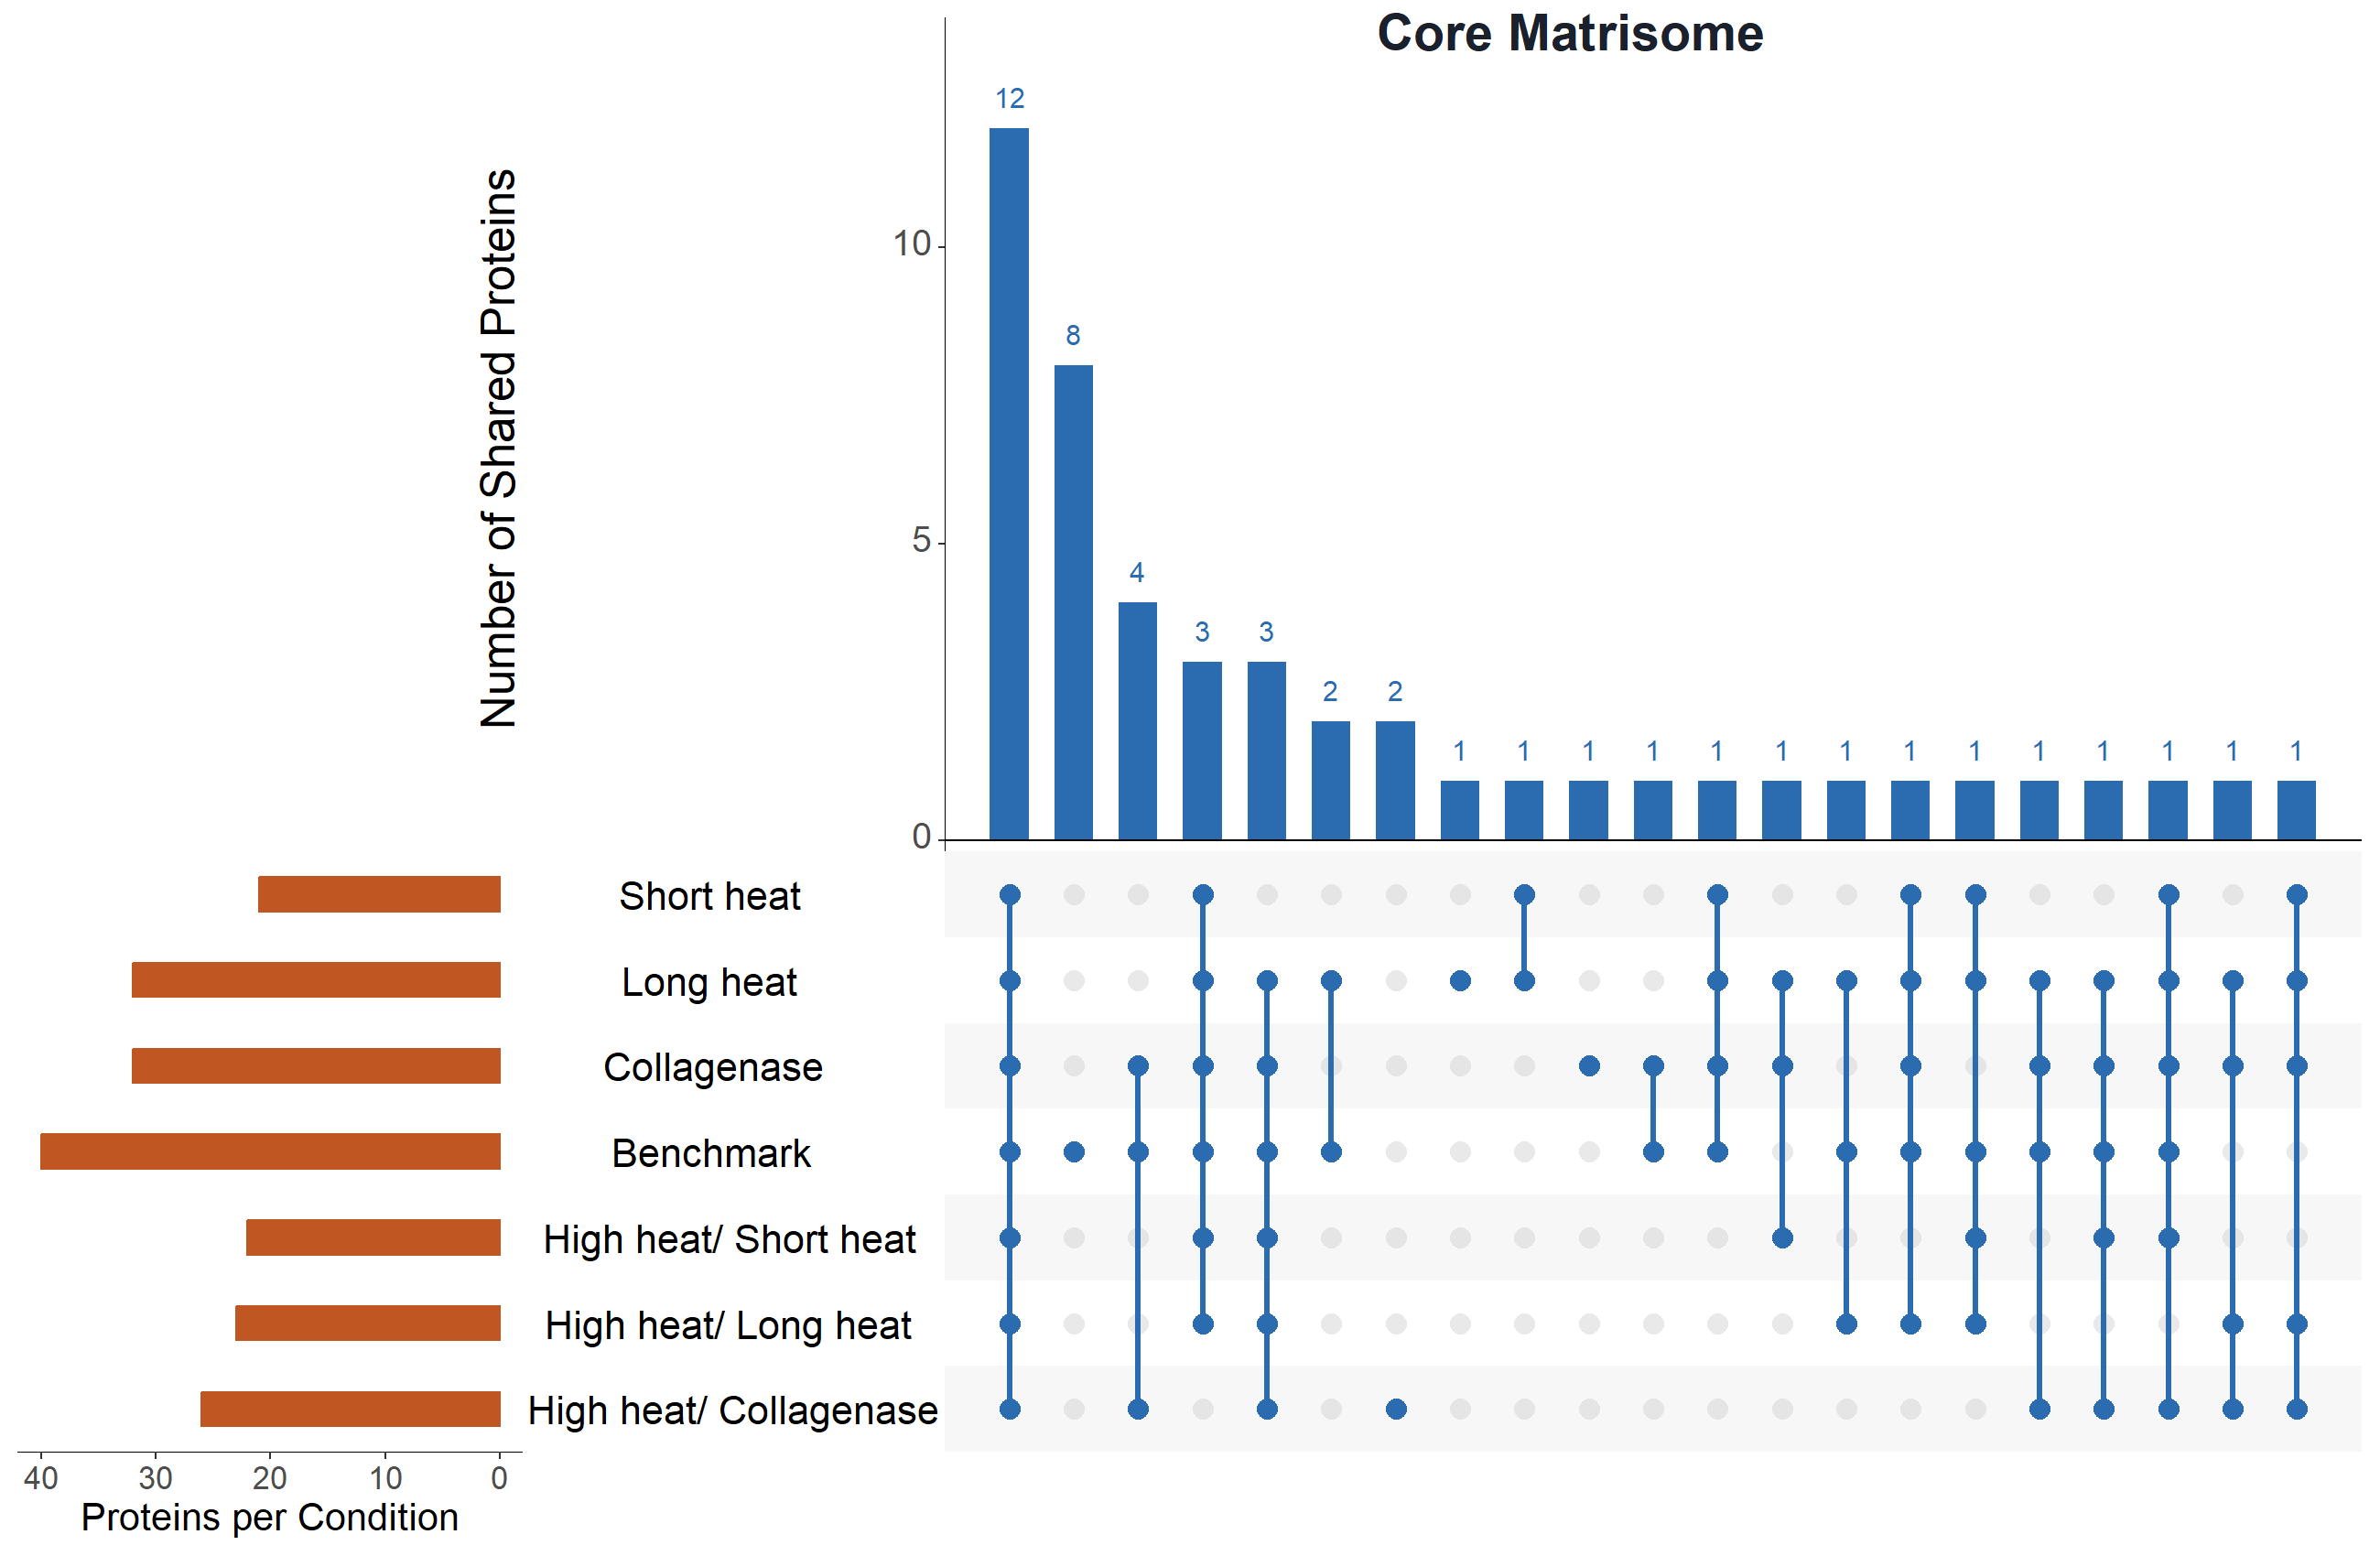 Core Matrisome
Number of Shared Proteins
10
5
0
12
8
4
3
3
2
2
1
1
1
1
1
1
1
1
1
1
1
1
1
1
Short heat
Long heat
Collagenase
Benchmark
High heat/ Short heat
High heat/ Long heat
High heat/ Collagenase
40 30 20 10 0
Proteins per Condition